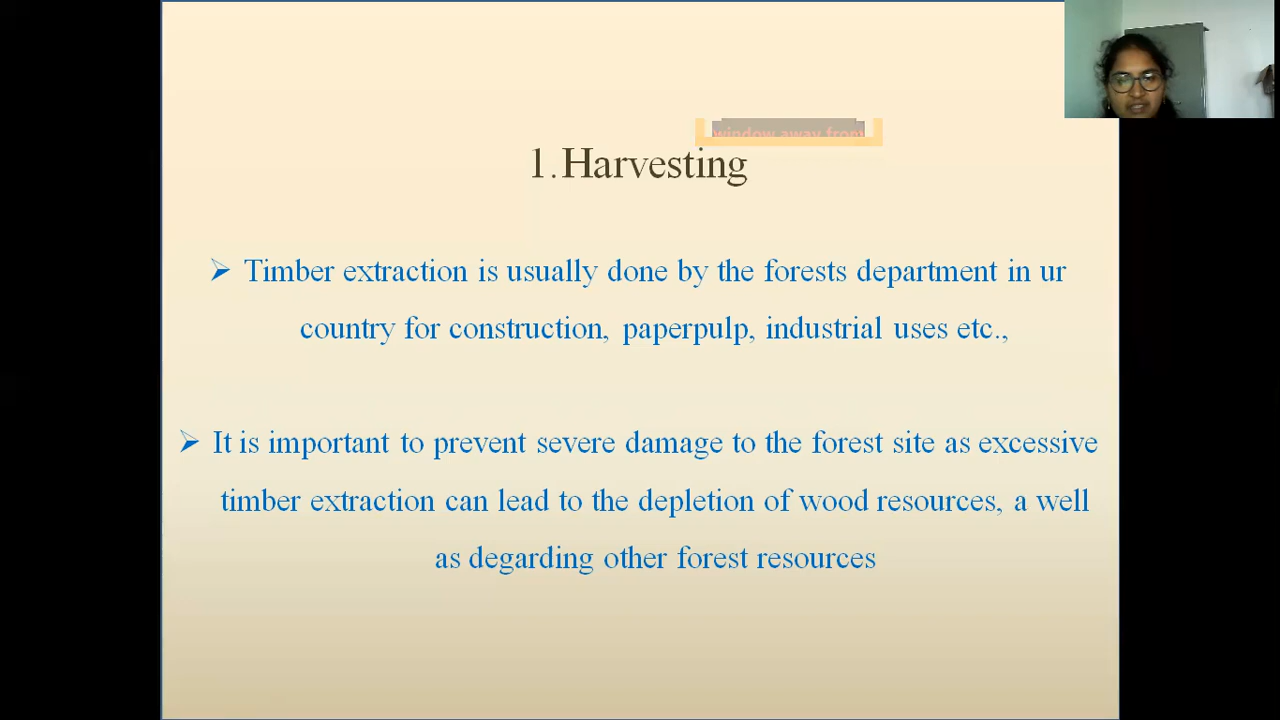 window away from
1.Harvesting
➢ Timber extraction is usually done by the forests department in ur
country for construction, paperpulp, industrial uses etc.,
➢ It is important to prevent severe damage to the forest site as excessive
timber extraction can lead to the depletion of wood resources, a well
as degarding other forest resources